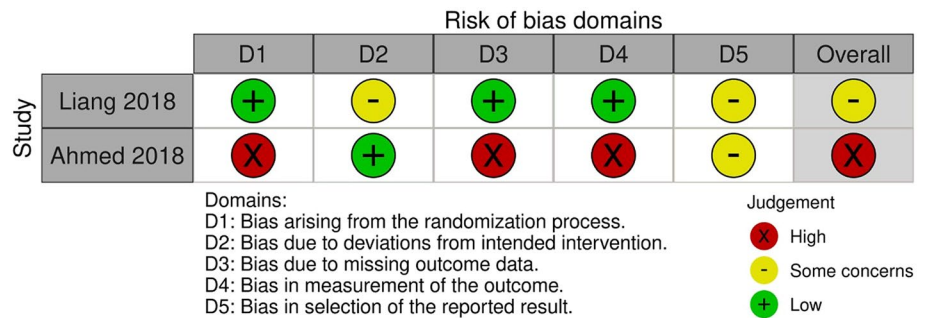 Risk of bias domains
D1 D2 D3 D4 D5 Overall
Study
Liang 2018 + - + + - -
Ahmed 2018 X + X X - X
Domains:
D1: Bias arising from the randomization process.
D2: Bias due to deviations from intended intervention.
D3: Bias due to missing outcome data.
D4: Bias in measurement of the outcome.
D5: Bias in selection of the reported result.
Judgement
X High
- Some concerns
+ Low